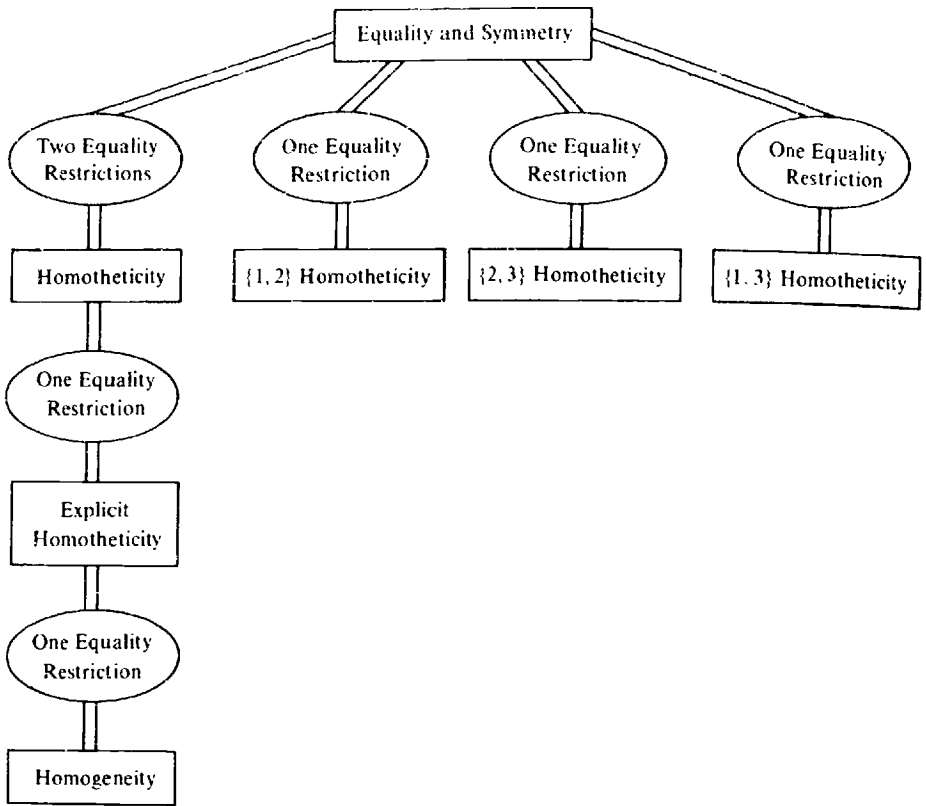 Equality and Symmetry
Two Equality
Restrictions
One Equality
Restriction
One Equality
Restriction
One Equality
Restriction
Homotheticity
{1, 2} Homotheticity
{2, 3} Homotheticity
{1, 3} Homotheticity
One Equality
Restriction
Explicit
Homotheticity
One Equality
Restriction
Homogeneity